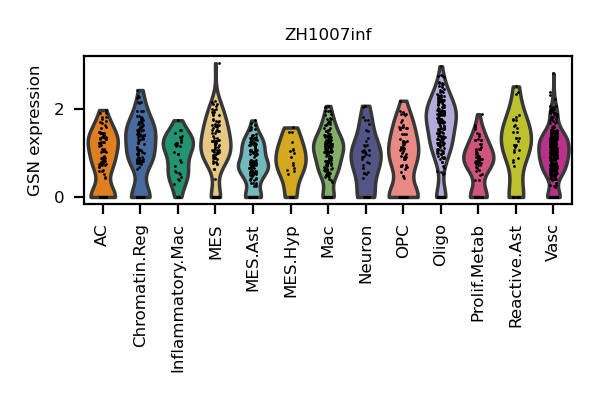 ZH1007inf
GSN expression
2
0
AC
Chromatin.Reg
Inflammatory.Mac
MES
MES.Ast
MES.Hyp
Mac
Neuron
OPC
Oligo
Prolif.Metab
Reactive.Ast
Vasc